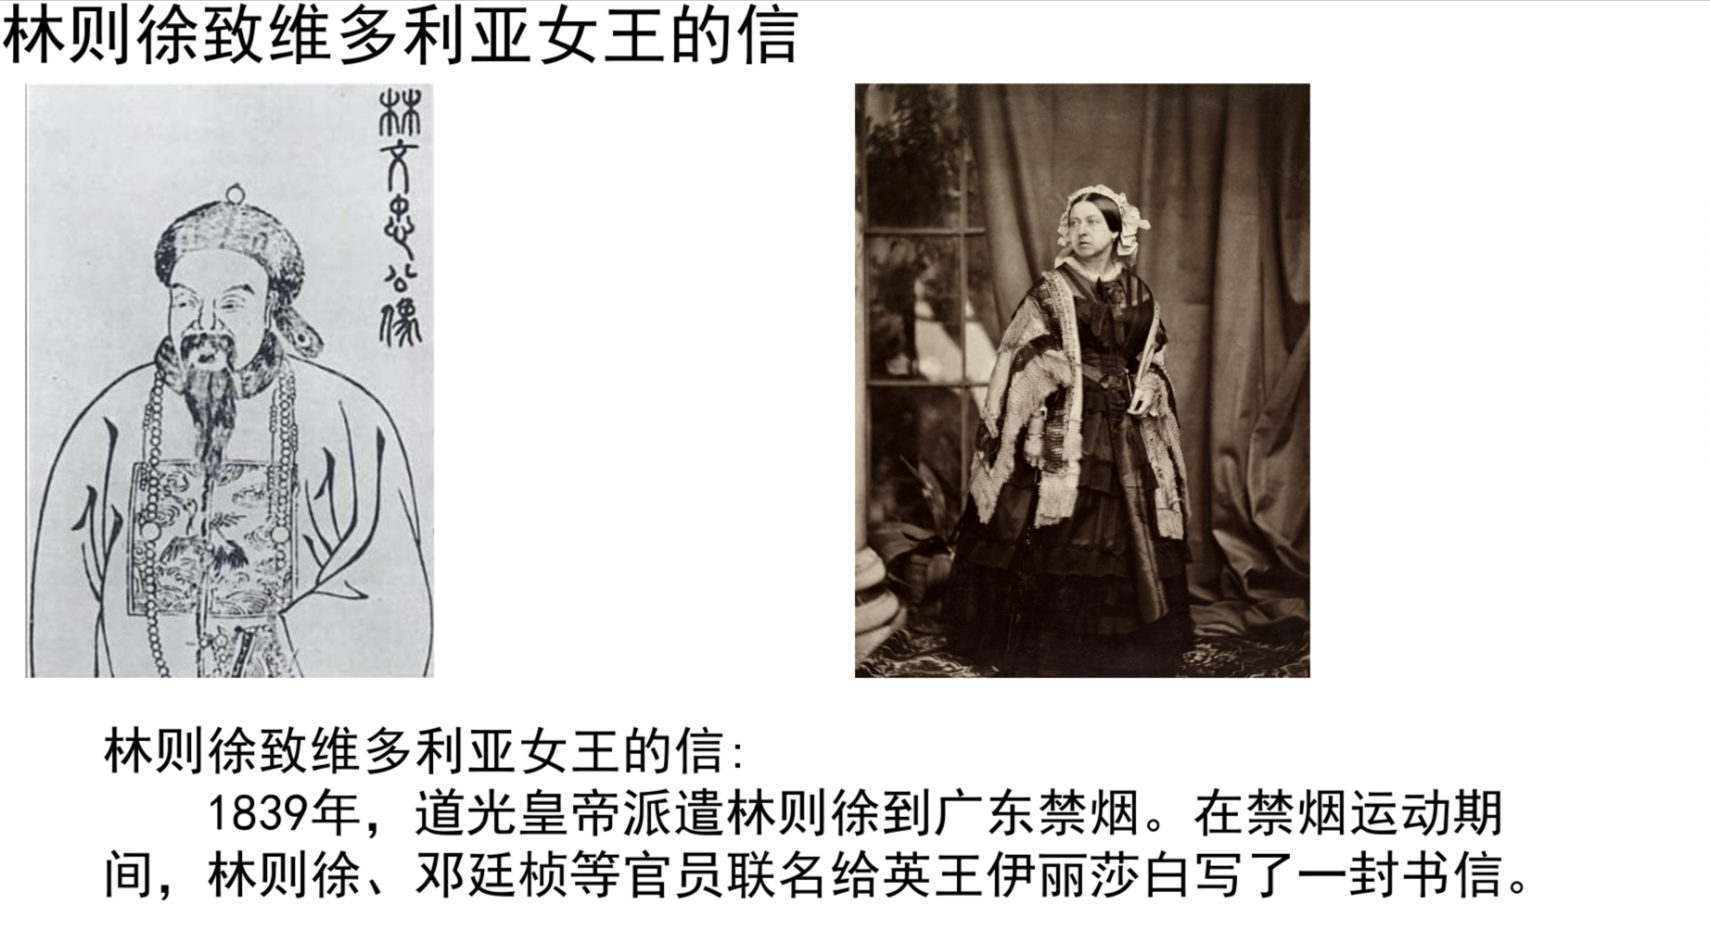 林则徐致维多利亚女王的信
林文忠公像
林则徐致维多利亚女王的信:
1839年，道光皇帝派遣林则徐到广东禁烟。在禁烟运动期
间，林则徐、邓廷桢等官员联名给英王伊丽莎白写了一封书信。